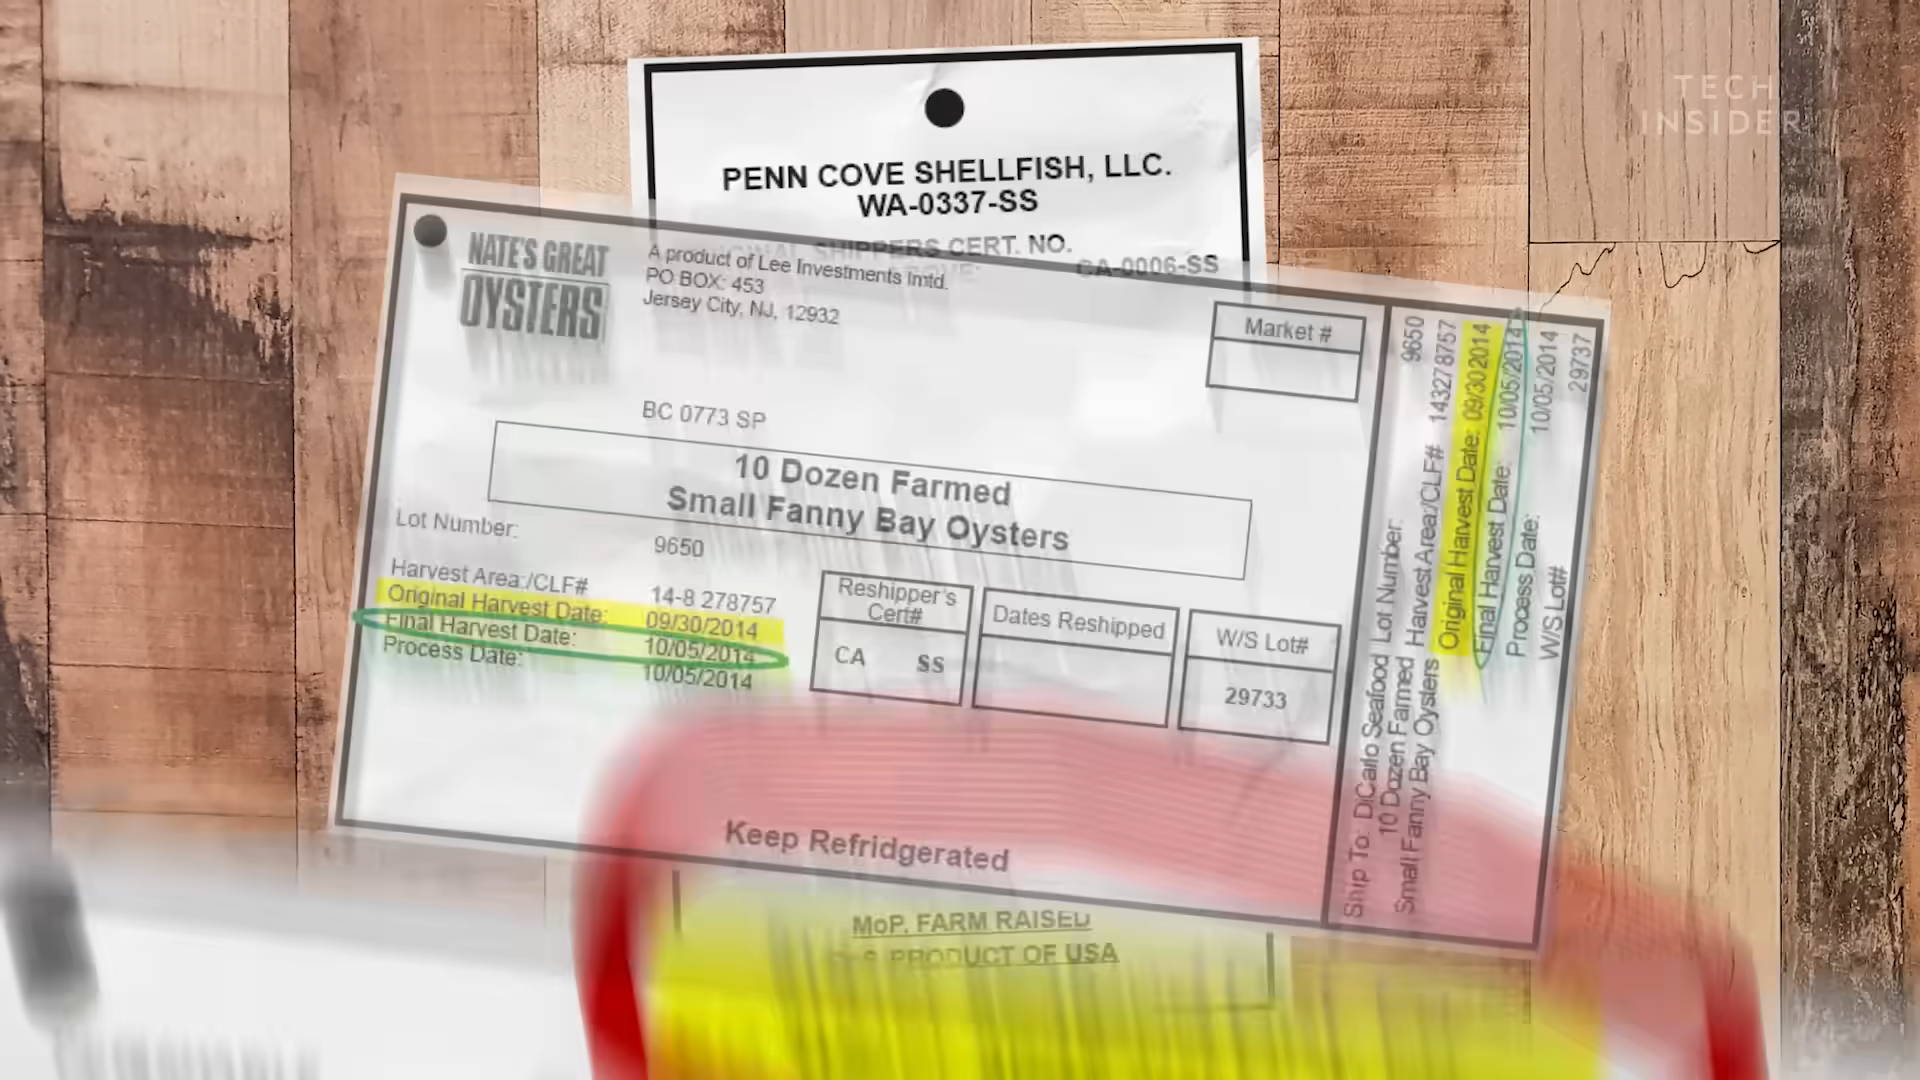 TECH
INSIDER
PENN COVE SHELLFISH, LLC.
WA-0337-SS
SHIPPERS CERT. NO.
CA-0006-SS
NATE'S GREAT
OYSTERS
A product of Lee Investments lmtd.
PO BOX: 453
Jersey City, NJ, 12932
Market #
BC 0773 SP
10 Dozen Farmed
Small Fanny Bay Oysters
Lot Number: 9650
Harvest Area:/CLF# 14-8 278757
Original Harvest Date: 09/30/2014
Final Harvest Date: 10/05/2014
Process Date: 10/05/2014
Reshipper's
Cert#
CA SS
Dates Reshipped
W/S Lot#
29733
Keep Refridgerated
Ship To: DiCarlo Seafood Lot Number: 9650
10 Dozen Farmed Harvest Area/CLF# 143278757
Small Fanny Bay Oysters Original Harvest Date: 09/302014
Final Harvest Date: 10/05/2014
Process Date: 10/05/2014
W/S Lot# 29737
MoP. FARM RAISED
PRODUCT OF USA